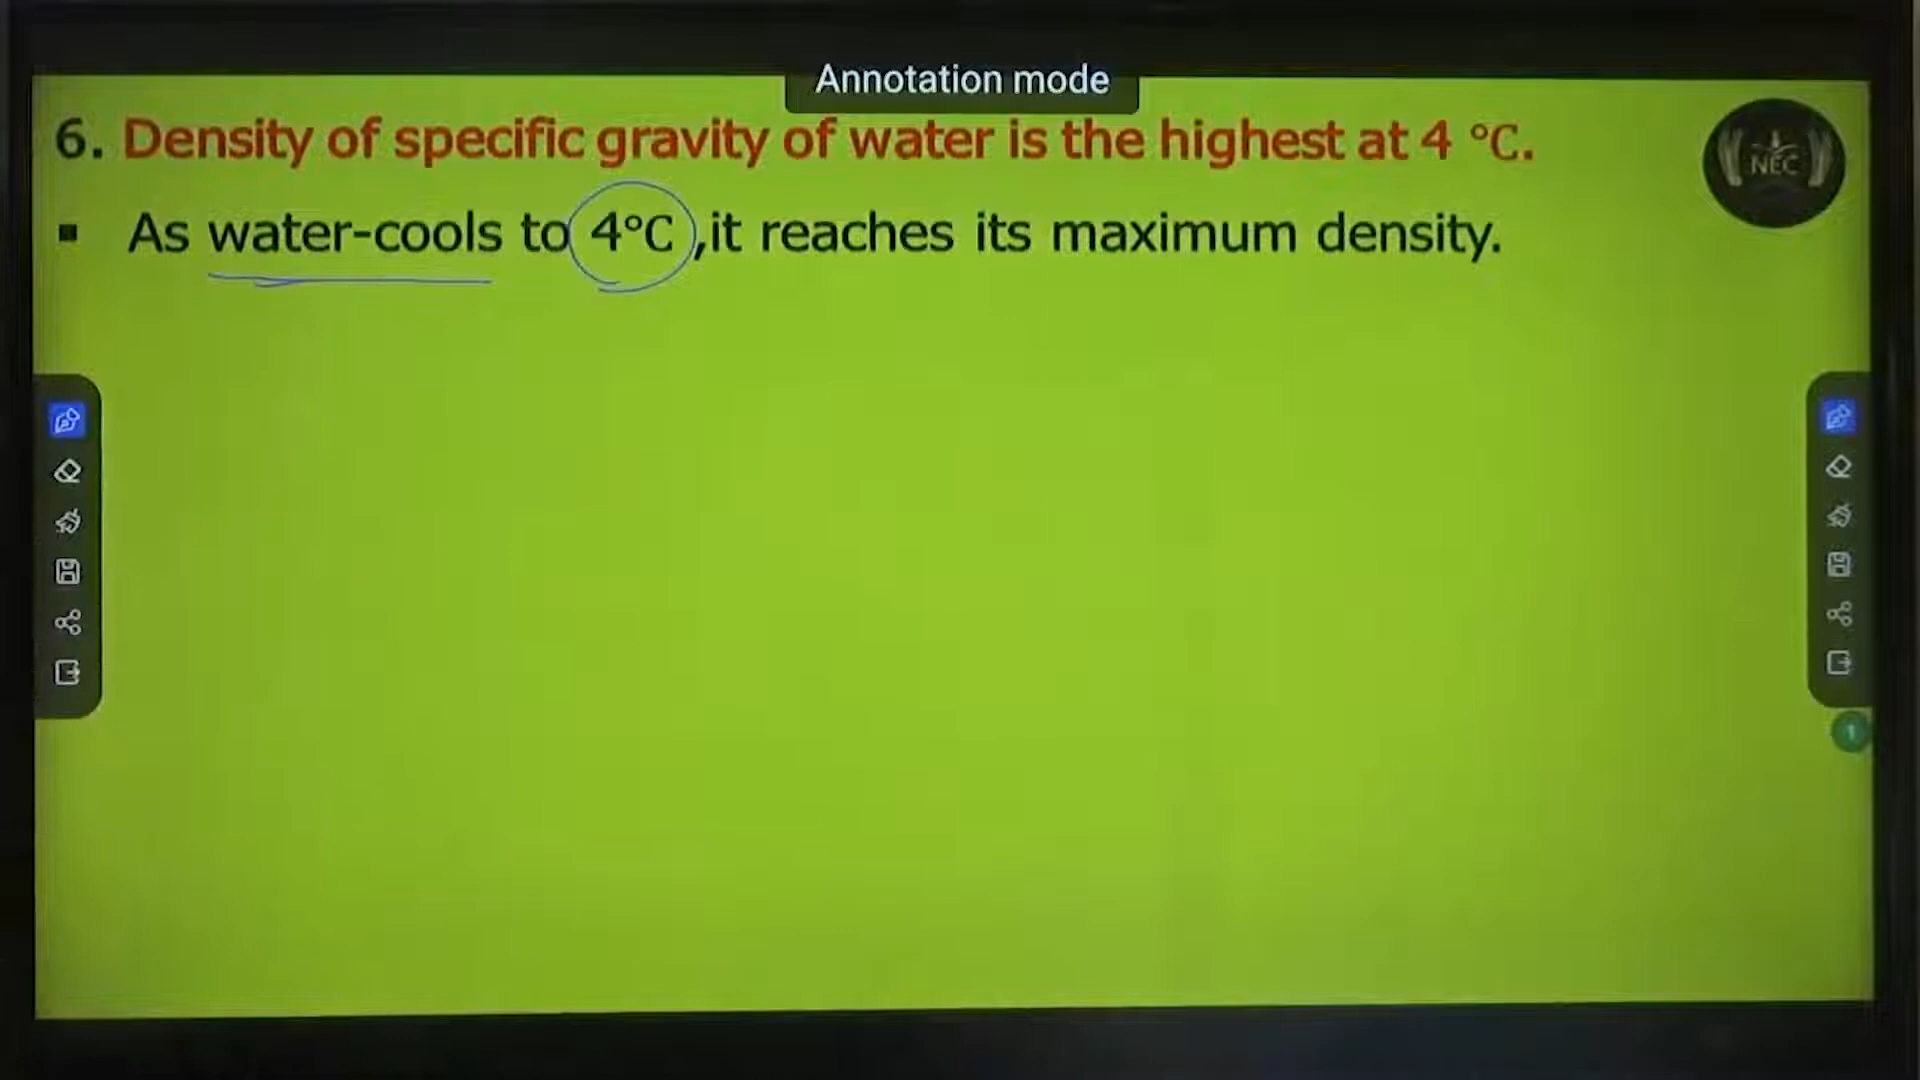 Annotation mode
6. Density of specific gravity of water is the highest at 4 °C.
NEC
▪ As water-cools to 4°C ,it reaches its maximum density.
1